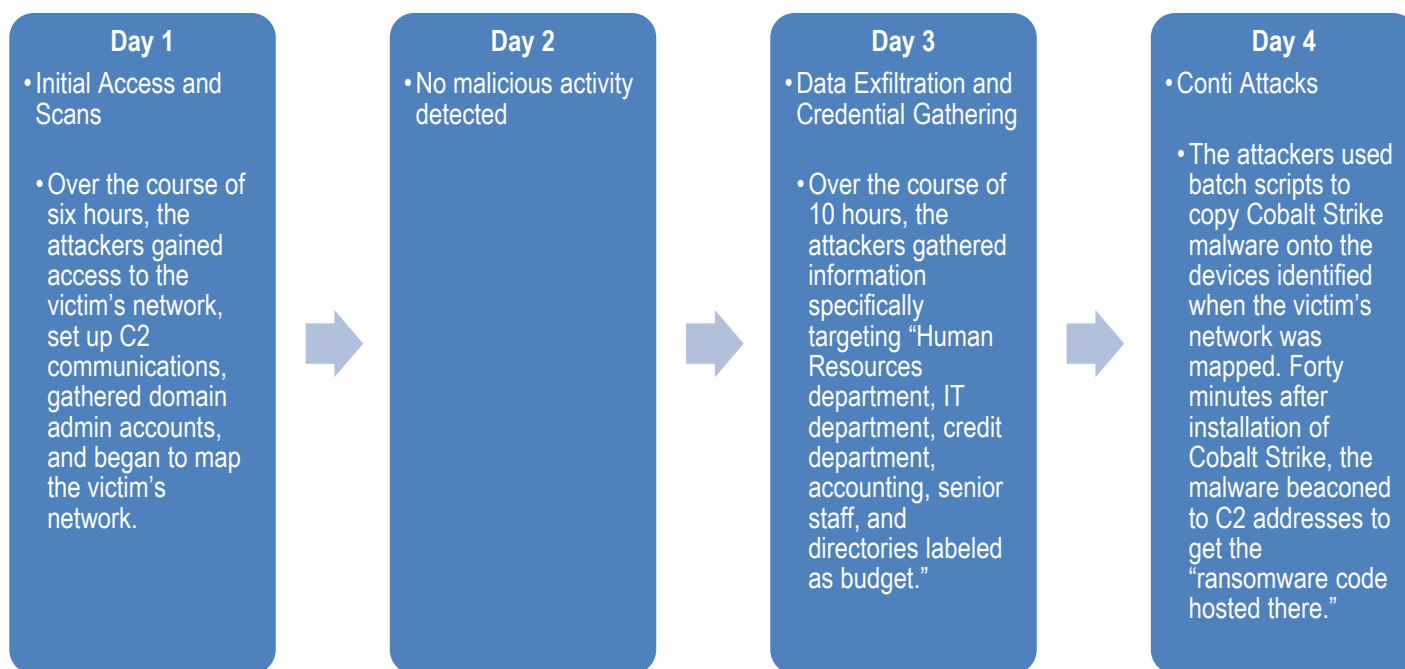 Day 1
• Initial Access and
Scans
• Over the course of
six hours, the
attackers gained
access to the
victim’s network,
set up C2
communications,
gathered domain
admin accounts,
and began to map
the victim’s
network.
Day 2
• No malicious activity
detected
Day 3
• Data Exfiltration and
Credential Gathering
• Over the course of
10 hours, the
attackers gathered
information
specifically
targeting “Human
Resources
department, IT
department, credit
department,
accounting, senior
staff, and
directories labeled
as budget.”
Day 4
• Conti Attacks
• The attackers used
batch scripts to
copy Cobalt Strike
malware onto the
devices identified
when the victim’s
network was
mapped. Forty
minutes after
installation of
Cobalt Strike, the
malware beaconed
to C2 addresses to
get the
“ransomware code
hosted there.”